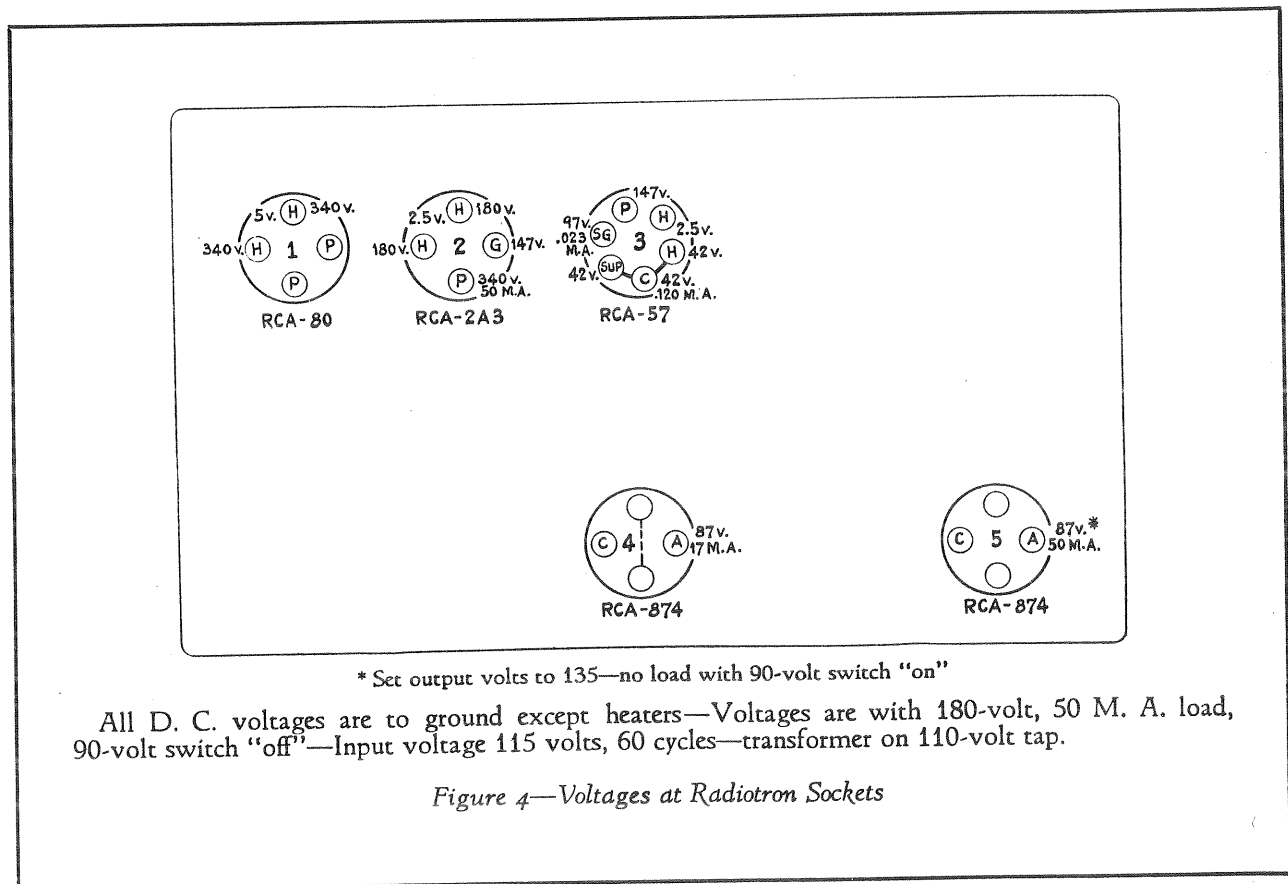 5v. H 340v.
340v. H 1 P
P
RCA-80
2.5v. H 180v.
180v. H 2 G 147v.
P 340v.
50 M.A.
RCA-2A3
147v.
P H 2.5v.
97v. SG 3
.023 M.A.
H 42v.
42v. SUP C 42v.
.120 M.A.
RCA-57
C 4 A 87v.
17 M.A.
RCA-874
C 5 A 87v.*
50 M.A.
RCA-874
* Set output volts to 135—no load with 90-volt switch "on"
All D. C. voltages are to ground except heaters—Voltages are with 180-volt, 50 M. A. load,
90-volt switch "off"—Input voltage 115 volts, 60 cycles—transformer on 110-volt tap.
Figure 4—Voltages at Radiotron Sockets